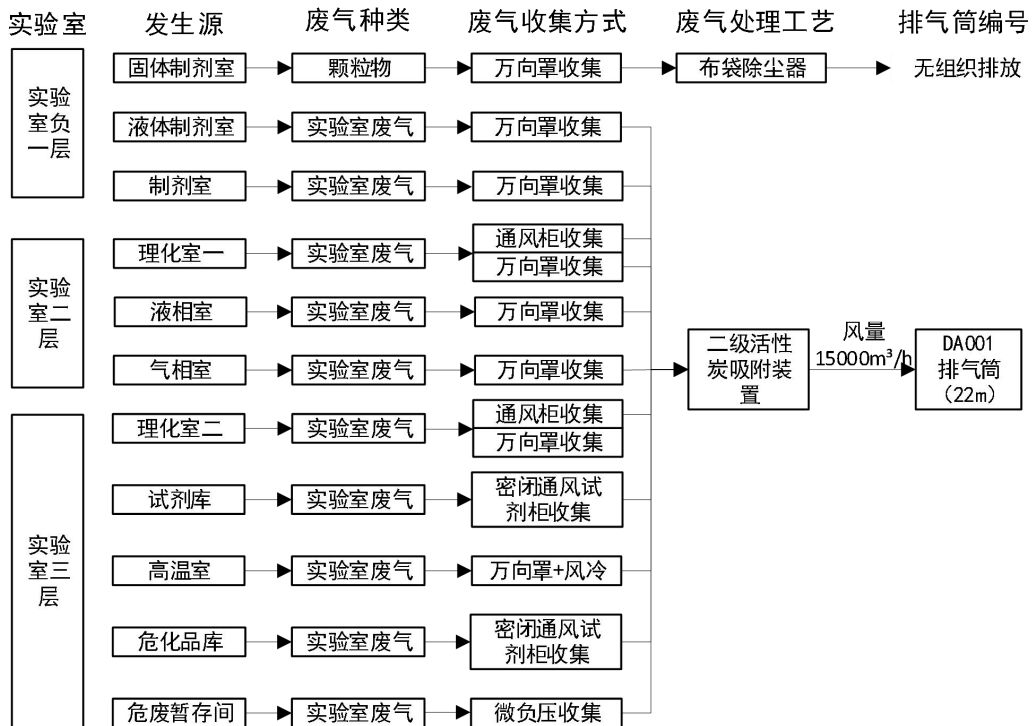 实验室
发生源
废气种类
废气收集方式
废气处理工艺
排气筒编号
实验
室负
一层
固体制剂室
颗粒物
万向罩收集
布袋除尘器
无组织排放
液体制剂室
实验室废气
万向罩收集
制剂室
实验室废气
万向罩收集
实验
室二
层
理化室一
实验室废气
通风柜收集
万向罩收集
液相室
实验室废气
万向罩收集
气相室
实验室废气
万向罩收集
二级活性
炭吸附装
置
风量
15000m³/h
DA001
排气筒
（22m）
实验
室三
层
理化室二
实验室废气
通风柜收集
万向罩收集
试剂库
实验室废气
密闭通风试
剂柜收集
高温室
实验室废气
万向罩+风冷
危化品库
实验室废气
密闭通风试
剂柜收集
危废暂存间
实验室废气
微负压收集